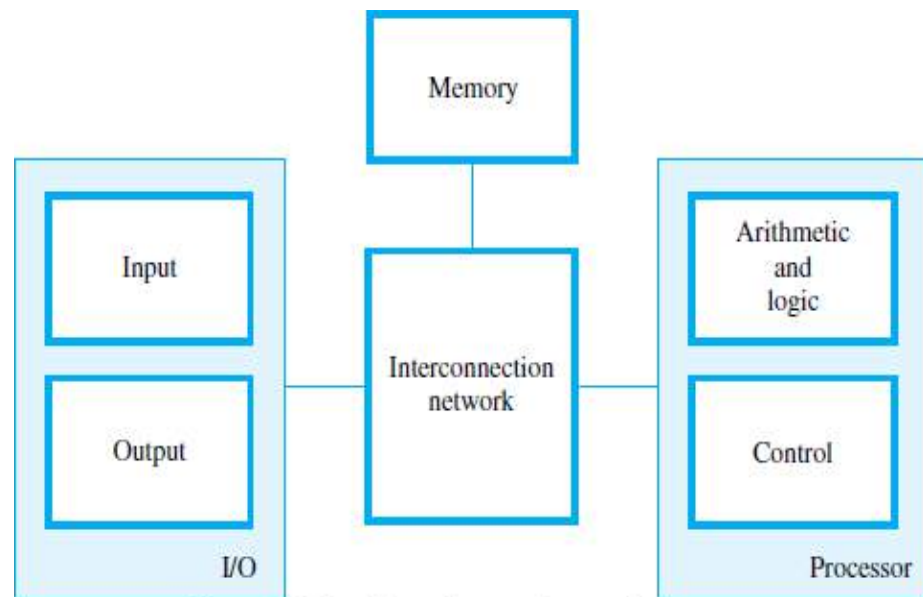 Memory
Input
Output
I/O
Interconnection
network
Arithmetic
and
logic
Control
Processor